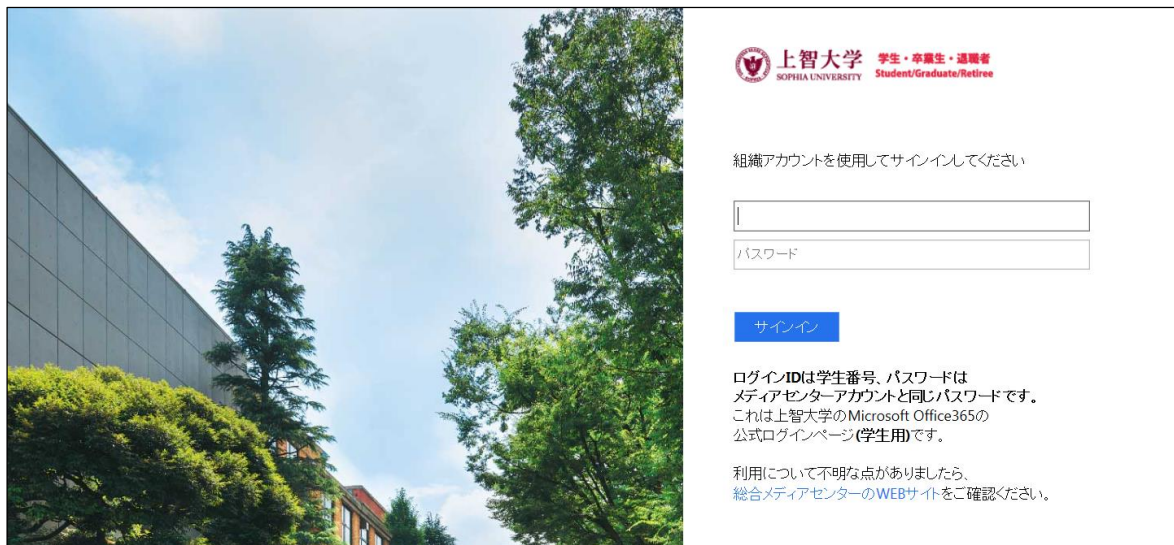 上智大学
SOPHIA UNIVERSITY
学生・卒業生・退職者
Student/Graduate/Retiree
組織アカウントを使用してサインインしてください
パスワード
サインイン
ログインIDは学生番号、パスワードは
メディアセンターアカウントと同じパスワードです。
これは上智大学のMicrosoft Office365の
公式ログインページ(学生用)です。
利用について不明な点がありましたら、
総合メディアセンターのWEBサイトをご確認ください。